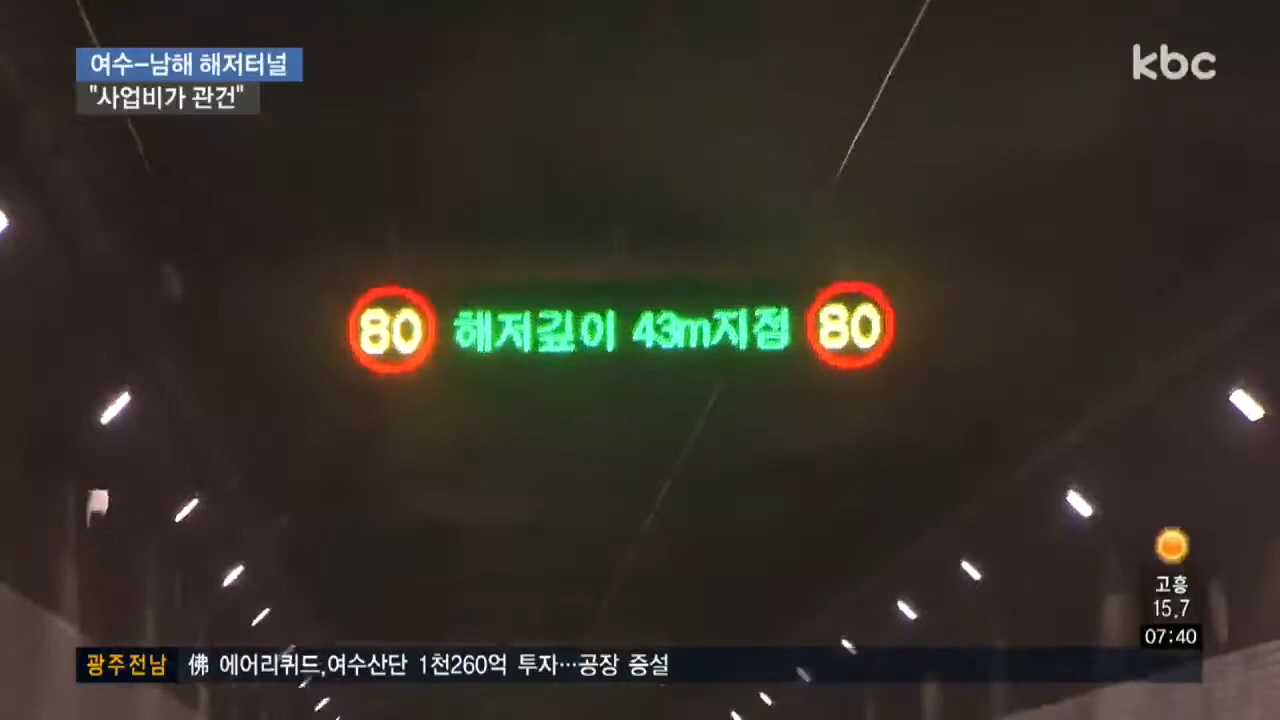 여수-남해 해저터널
"사업비가 관건"
kbc
80 해저깊이 43m지점 80
고흥
15.7
07:40
광주전남 佛 에어리퀴드,여수산단 1천260억 투자…공장 증설